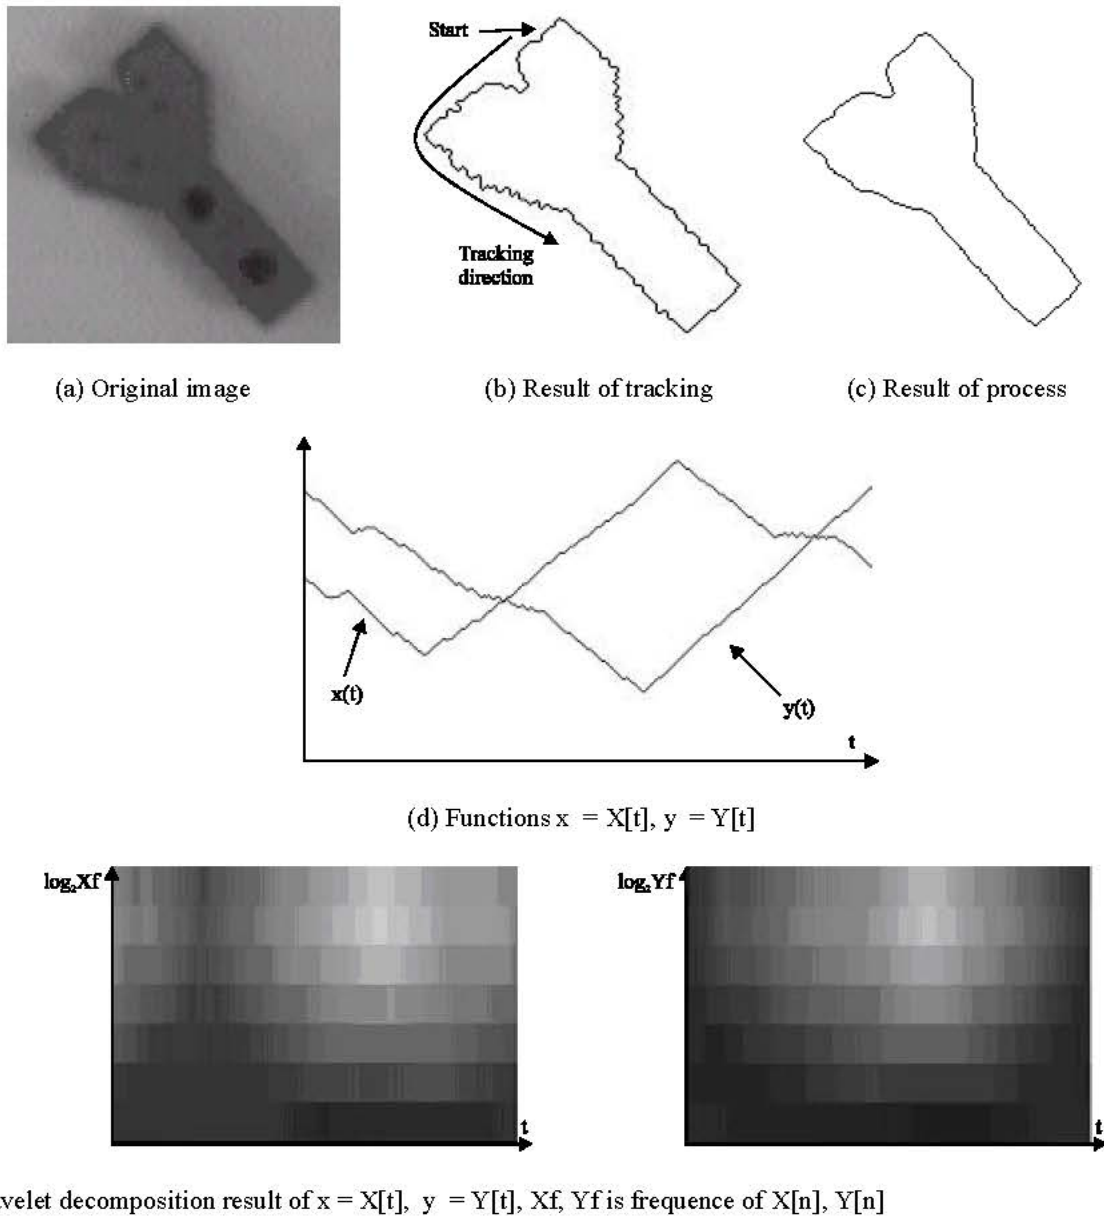 Start
Tracking
direction
(a) Original image
(b) Result of tracking
(c) Result of process
x(t)
y(t)
t
(d) Functions x = X[t], y = Y[t]
log₂Xf
t
log₂Yf
t
velet decomposition result of x = X[t], y = Y[t], Xf, Yf is frequence of X[n], Y[n]